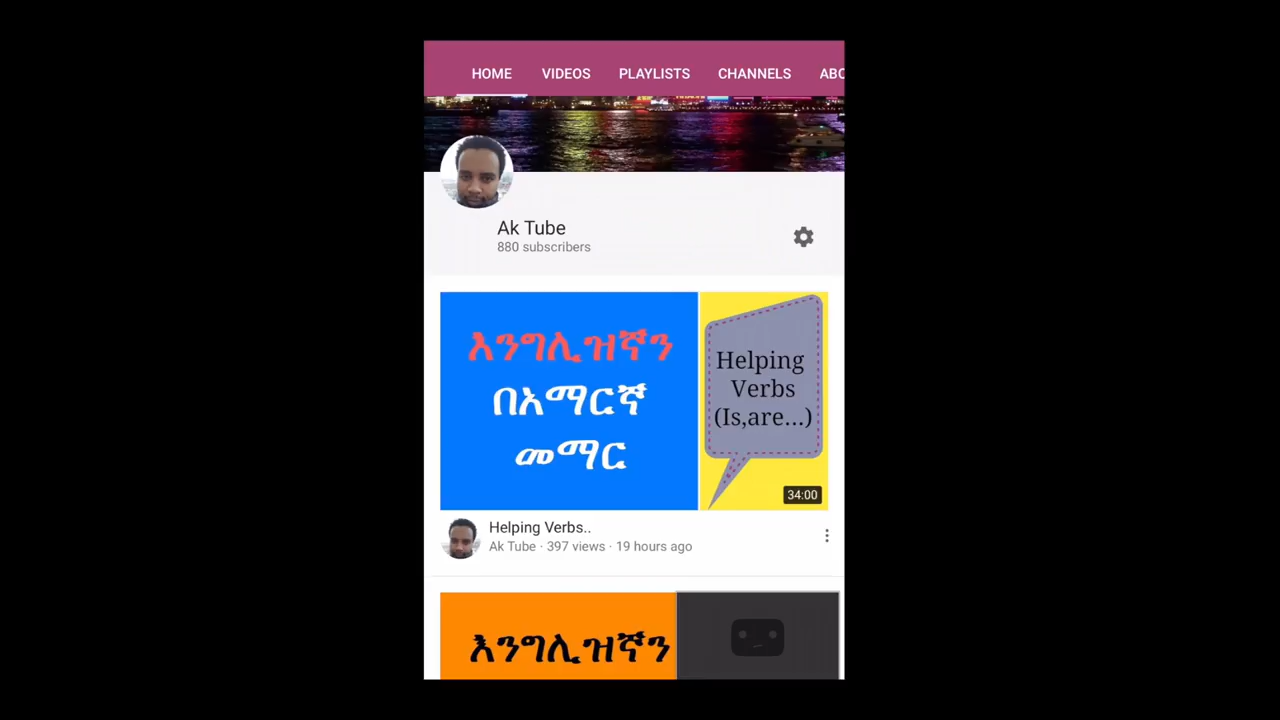 HOME VIDEOS PLAYLISTS CHANNELS ABC
Ak Tube
880 subscribers
እንግሊዝኛን
በአማርኛ
መማር
Helping
Verbs
(Is,are...)
34:00
Helping Verbs..
Ak Tube · 397 views · 19 hours ago
እንግሊዝኛን